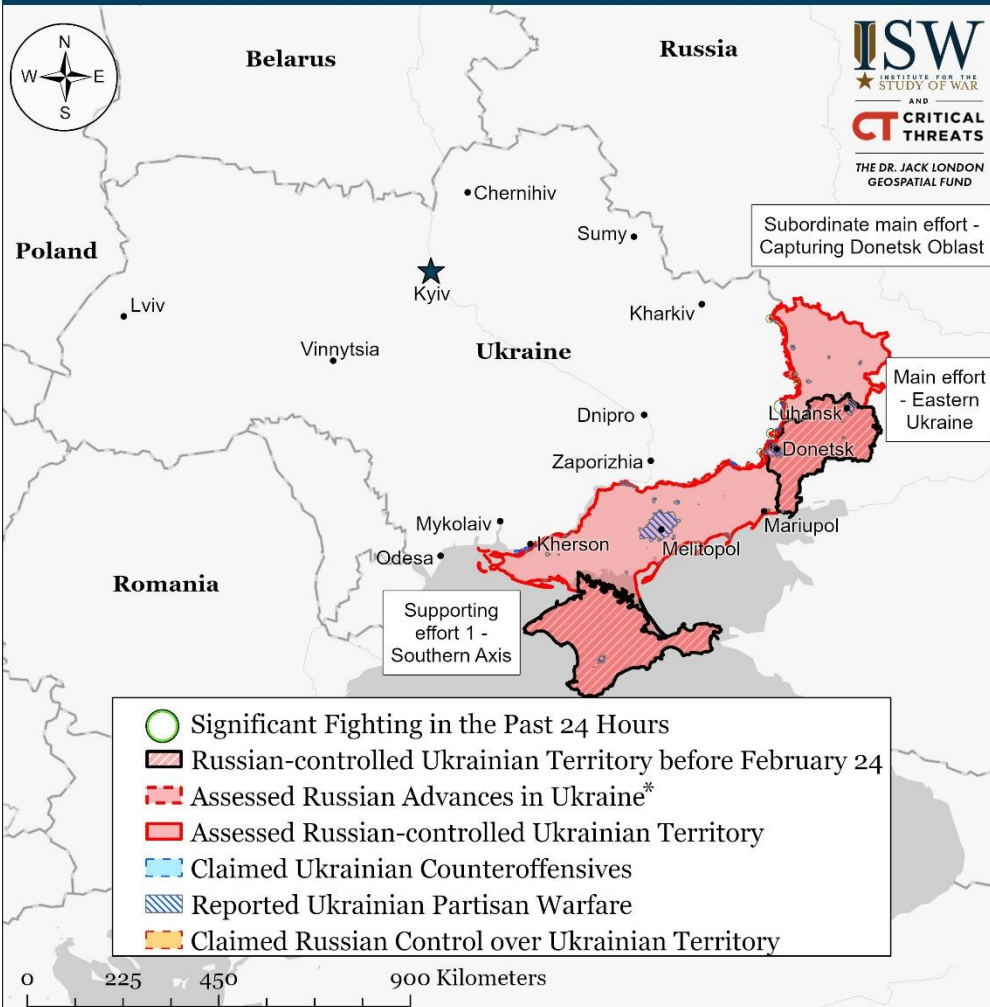 N
W
E
S
Belarus
Russia
ISW
INSTITUTE FOR THE
STUDY OF WAR
AND
CT CRITICAL
THREATS
THE DR. JACK LONDON
GEOSPATIAL FUND
Chernihiv
Sumy
Subordinate main effort -
Capturing Donetsk Oblast
Poland
Kyiv
Lviv
Kharkiv
Vinnytsia
Ukraine
Main effort
- Eastern
Ukraine
Dnipro
Luhansk
Donetsk
Zaporizhia
Mykolaiv
Mariupol
Kherson
Melitopol
Odesa
Romania
Supporting
effort 1 -
Southern Axis
Significant Fighting in the Past 24 Hours
Russian-controlled Ukrainian Territory before February 24
Assessed Russian Advances in Ukraine*
Assessed Russian-controlled Ukrainian Territory
Claimed Ukrainian Counteroffensives
Reported Ukrainian Partisan Warfare
Claimed Russian Control over Ukrainian Territory
0 225 450 900 Kilometers